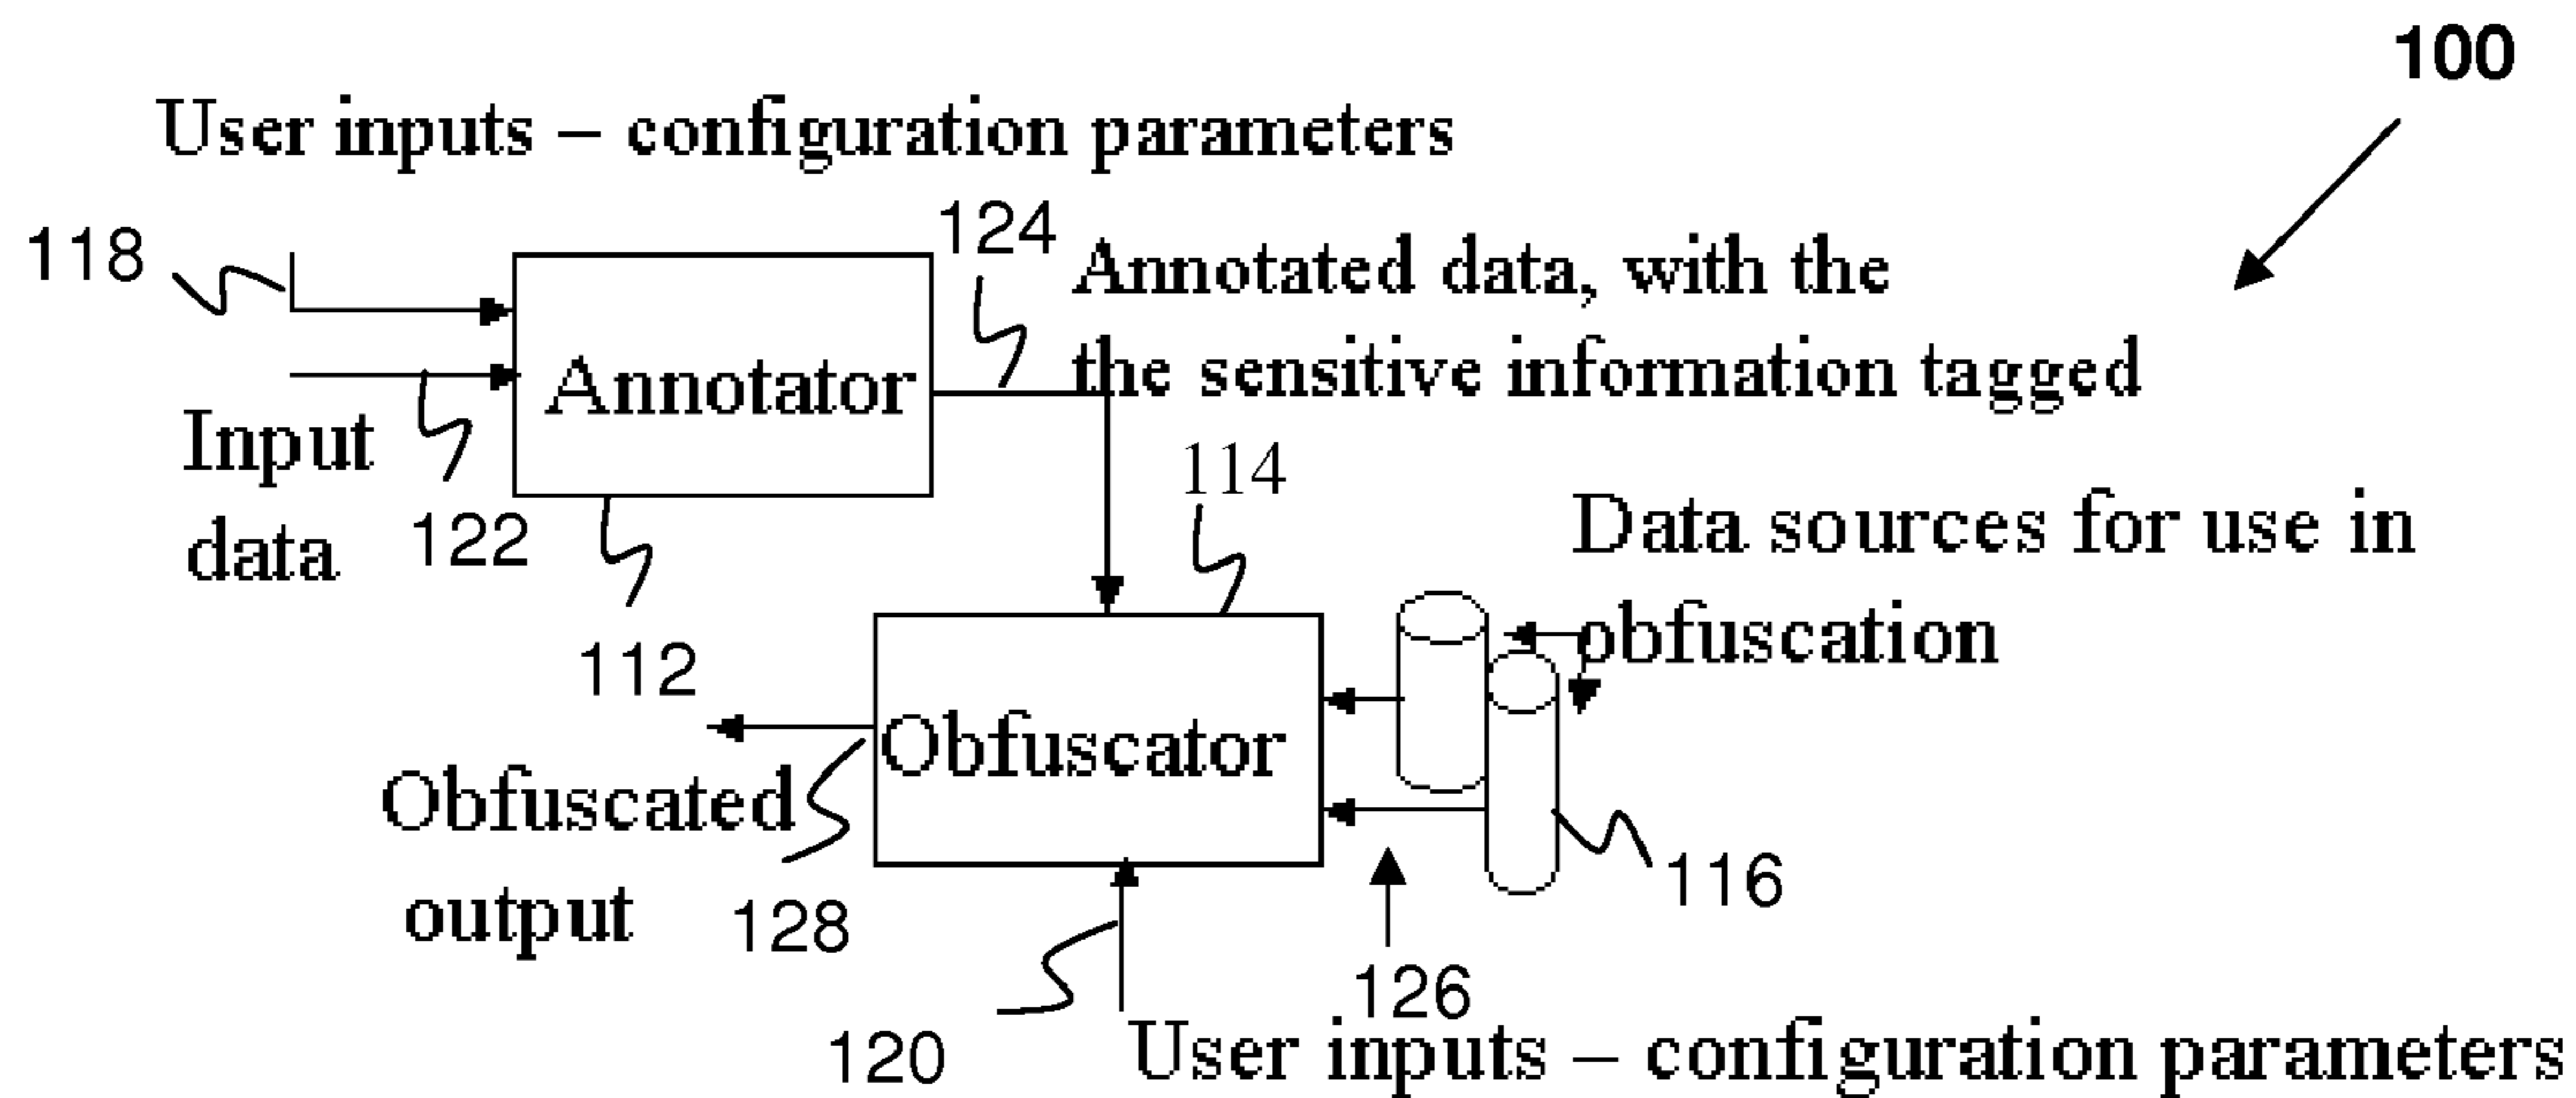 100
User inputs – configuration parameters
118
124
Annotated data, with the
the sensitive information tagged
Annotator
Input
data
122
114
Data sources for use in
obfuscation
112
Obfuscator
Obfuscated
output
128
116
126
120
User inputs – configuration parameters